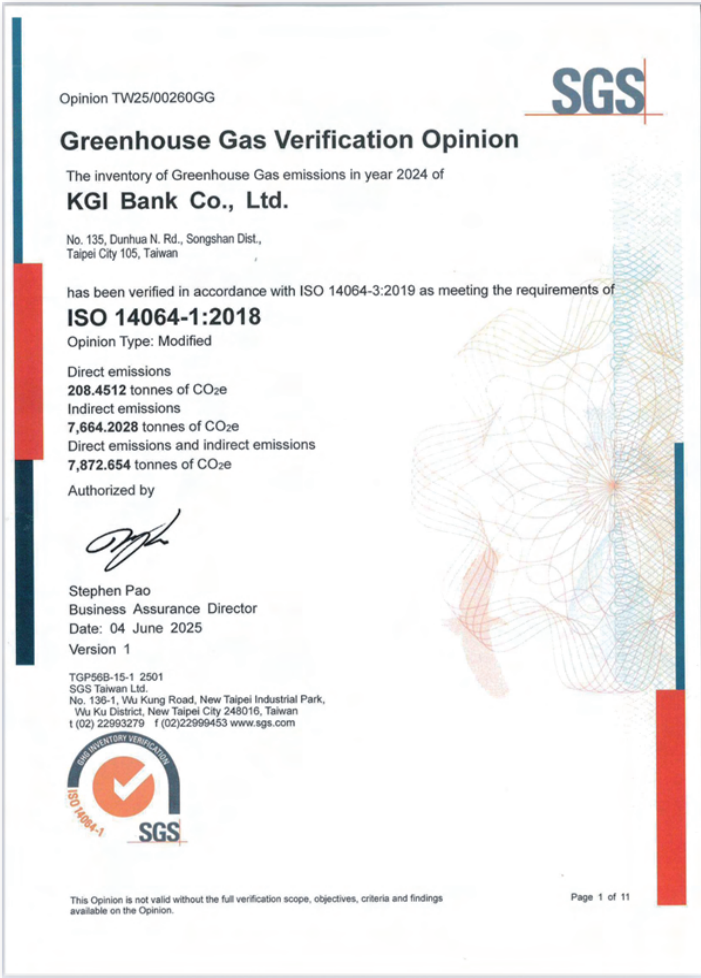 SGS
Opinion TW25/00260GG
Greenhouse Gas Verification Opinion
The inventory of Greenhouse Gas emissions in year 2024 of
KGI Bank Co., Ltd.
No. 135, Dunhua N. Rd., Songshan Dist.,
Taipei City 105, Taiwan
has been verified in accordance with ISO 14064-3:2019 as meeting the requirements of
ISO 14064-1:2018
Opinion Type: Modified
Direct emissions
208.4512 tonnes of CO₂e
Indirect emissions
7,664.2028 tonnes of CO₂e
Direct emissions and indirect emissions
7,872.654 tonnes of CO₂e
Authorized by
Stephen Pao
Business Assurance Director
Date: 04 June 2025
Version 1
TGP56B-15-1 2501
SGS Taiwan Ltd.
No. 136-1, Wu Kung Road, New Taipei Industrial Park,
Wu Ku District, New Taipei City 248016, Taiwan
t (02) 22993279 f (02)22999453 www.sgs.com
GHG INVENTORY VERIFICATION
ISO 14064-1
SGS
This Opinion is not valid without the full verification scope, objectives, criteria and findings
available on the Opinion.
Page 1 of 11